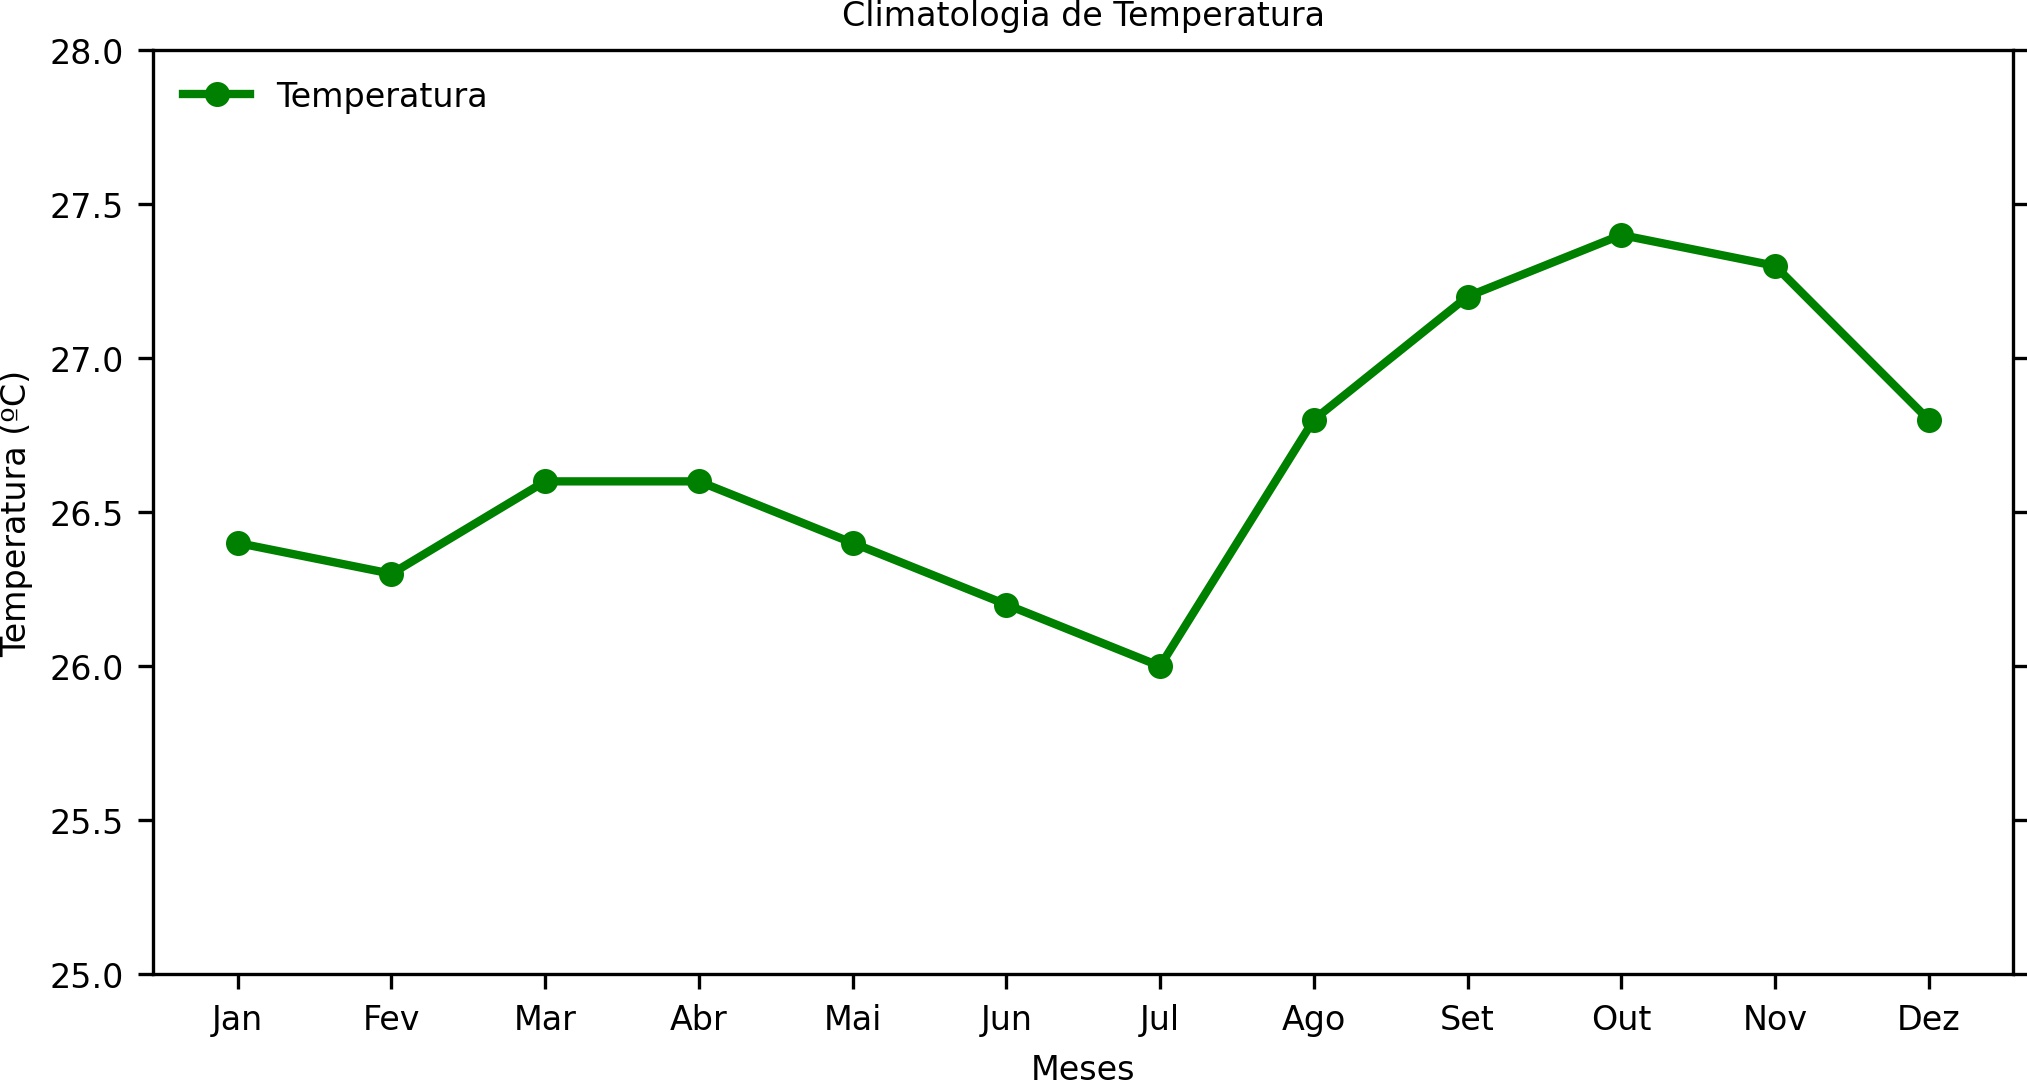 Climatologia de Temperatura
Temperatura
28.0
27.5
27.0
26.5
26.0
25.5
25.0
Temperatura (ºC)
Jan Fev Mar Abr Mai Jun Jul Ago Set Out Nov Dez
Meses